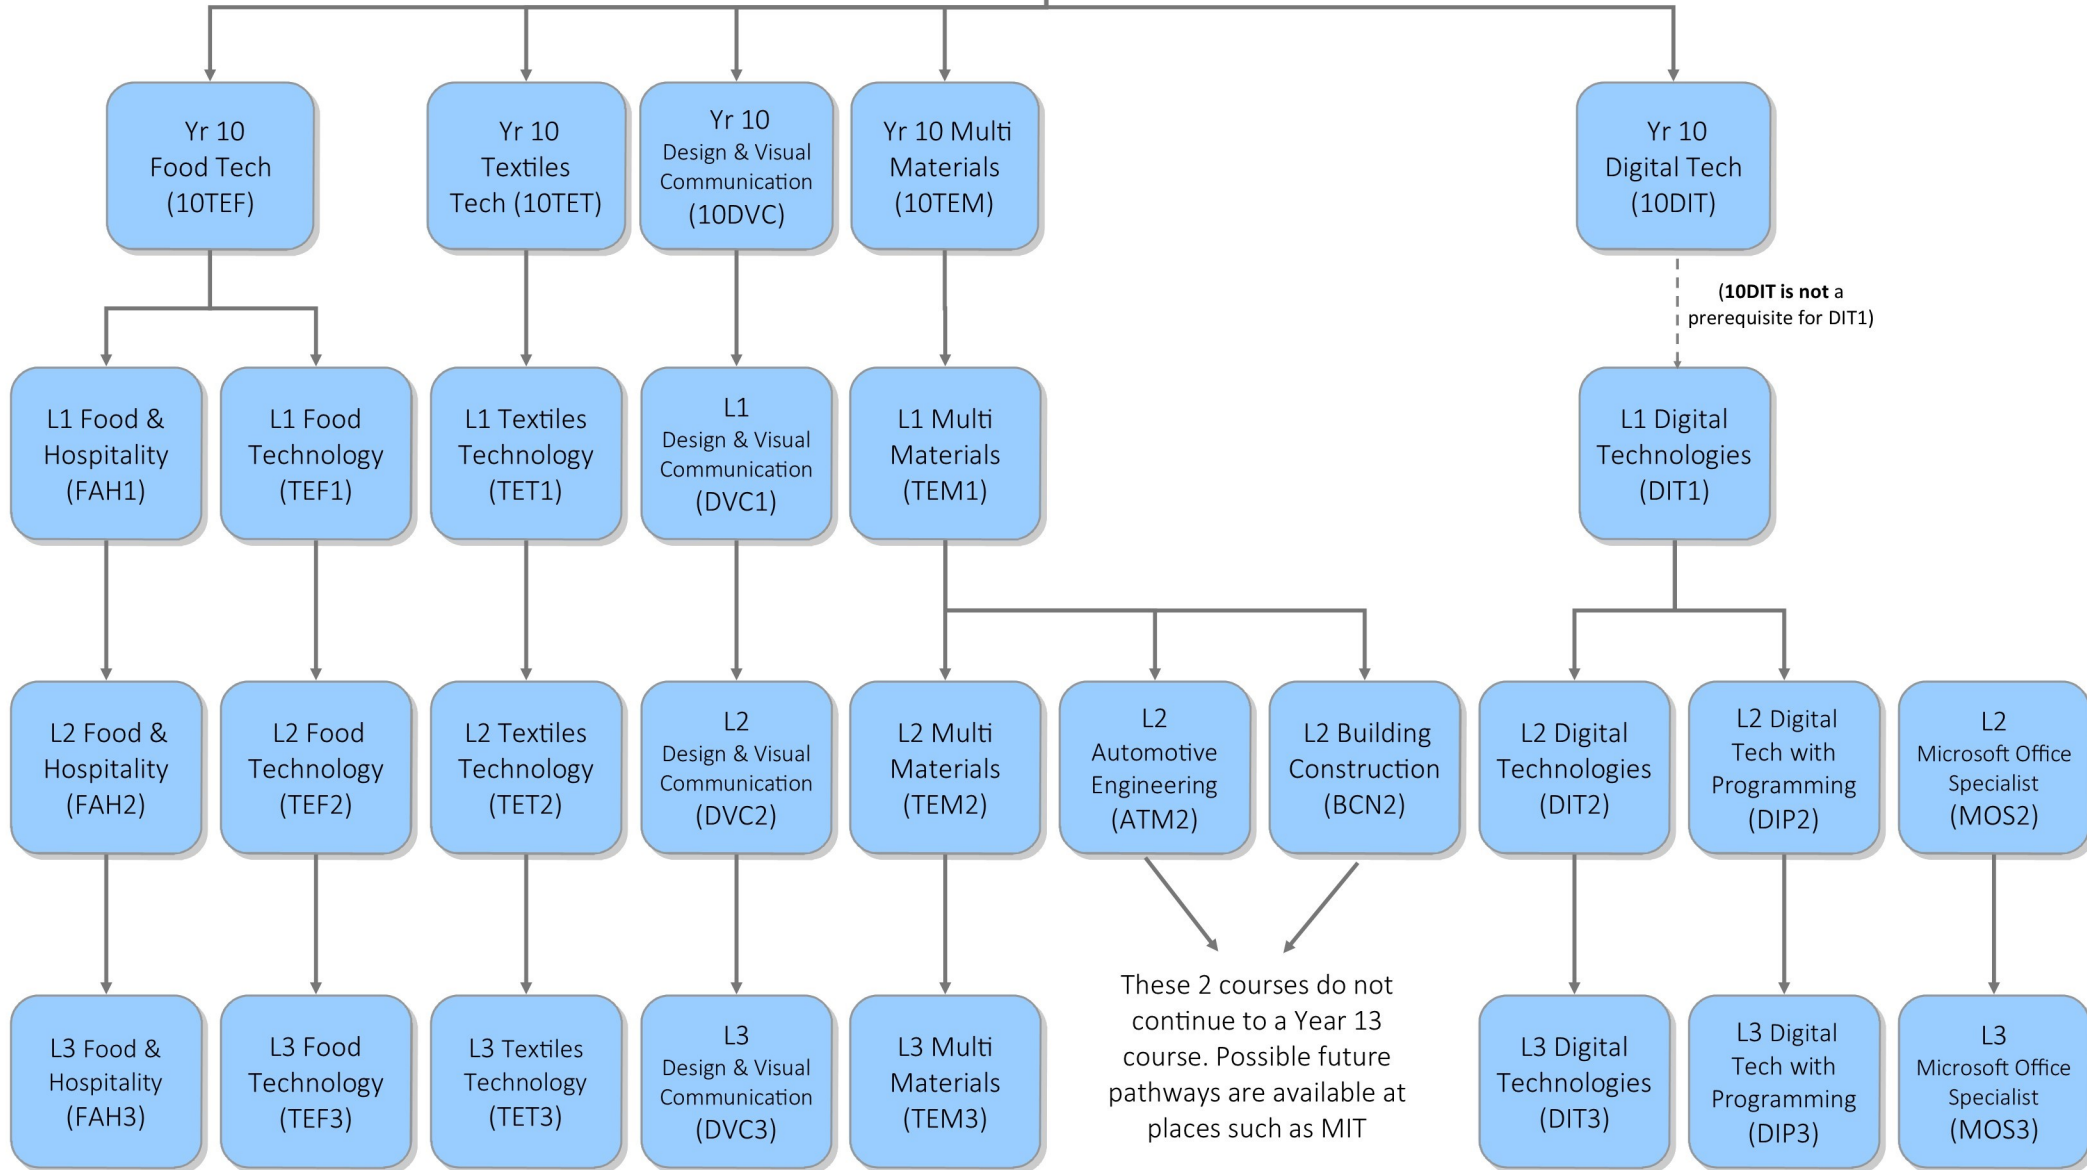 Yr 10
Food Tech
(10TEF)
Yr 10
Textiles
Tech (10TET)
Yr 10
Design & Visual
Communication
(10DVC)
Yr 10 Multi
Materials
(10TEM)
Yr 10
Digital Tech
(10DIT)
(10DIT is not a
prerequisite for DIT1)
L1 Food &
Hospitality
(FAH1)
L1 Food
Technology
(TEF1)
L1 Textiles
Technology
(TET1)
L1
Design & Visual
Communication
(DVC1)
L1 Multi
Materials
(TEM1)
L1 Digital
Technologies
(DIT1)
L2 Food &
Hospitality
(FAH2)
L2 Food
Technology
(TEF2)
L2 Textiles
Technology
(TET2)
L2
Design & Visual
Communication
(DVC2)
L2 Multi
Materials
(TEM2)
L2
Automotive
Engineering
(ATM2)
L2 Building
Construction
(BCN2)
L2 Digital
Technologies
(DIT2)
L2 Digital
Tech with
Programming
(DIP2)
L2
Microsoft Office
Specialist
(MOS2)
L3 Food &
Hospitality
(FAH3)
L3 Food
Technology
(TEF3)
L3 Textiles
Technology
(TET3)
L3
Design & Visual
Communication
(DVC3)
L3 Multi
Materials
(TEM3)
These 2 courses do not
continue to a Year 13
course. Possible future
pathways are available at
places such as MIT
L3 Digital
Technologies
(DIT3)
L3 Digital
Tech with
Programming
(DIP3)
L3
Microsoft Office
Specialist
(MOS3)